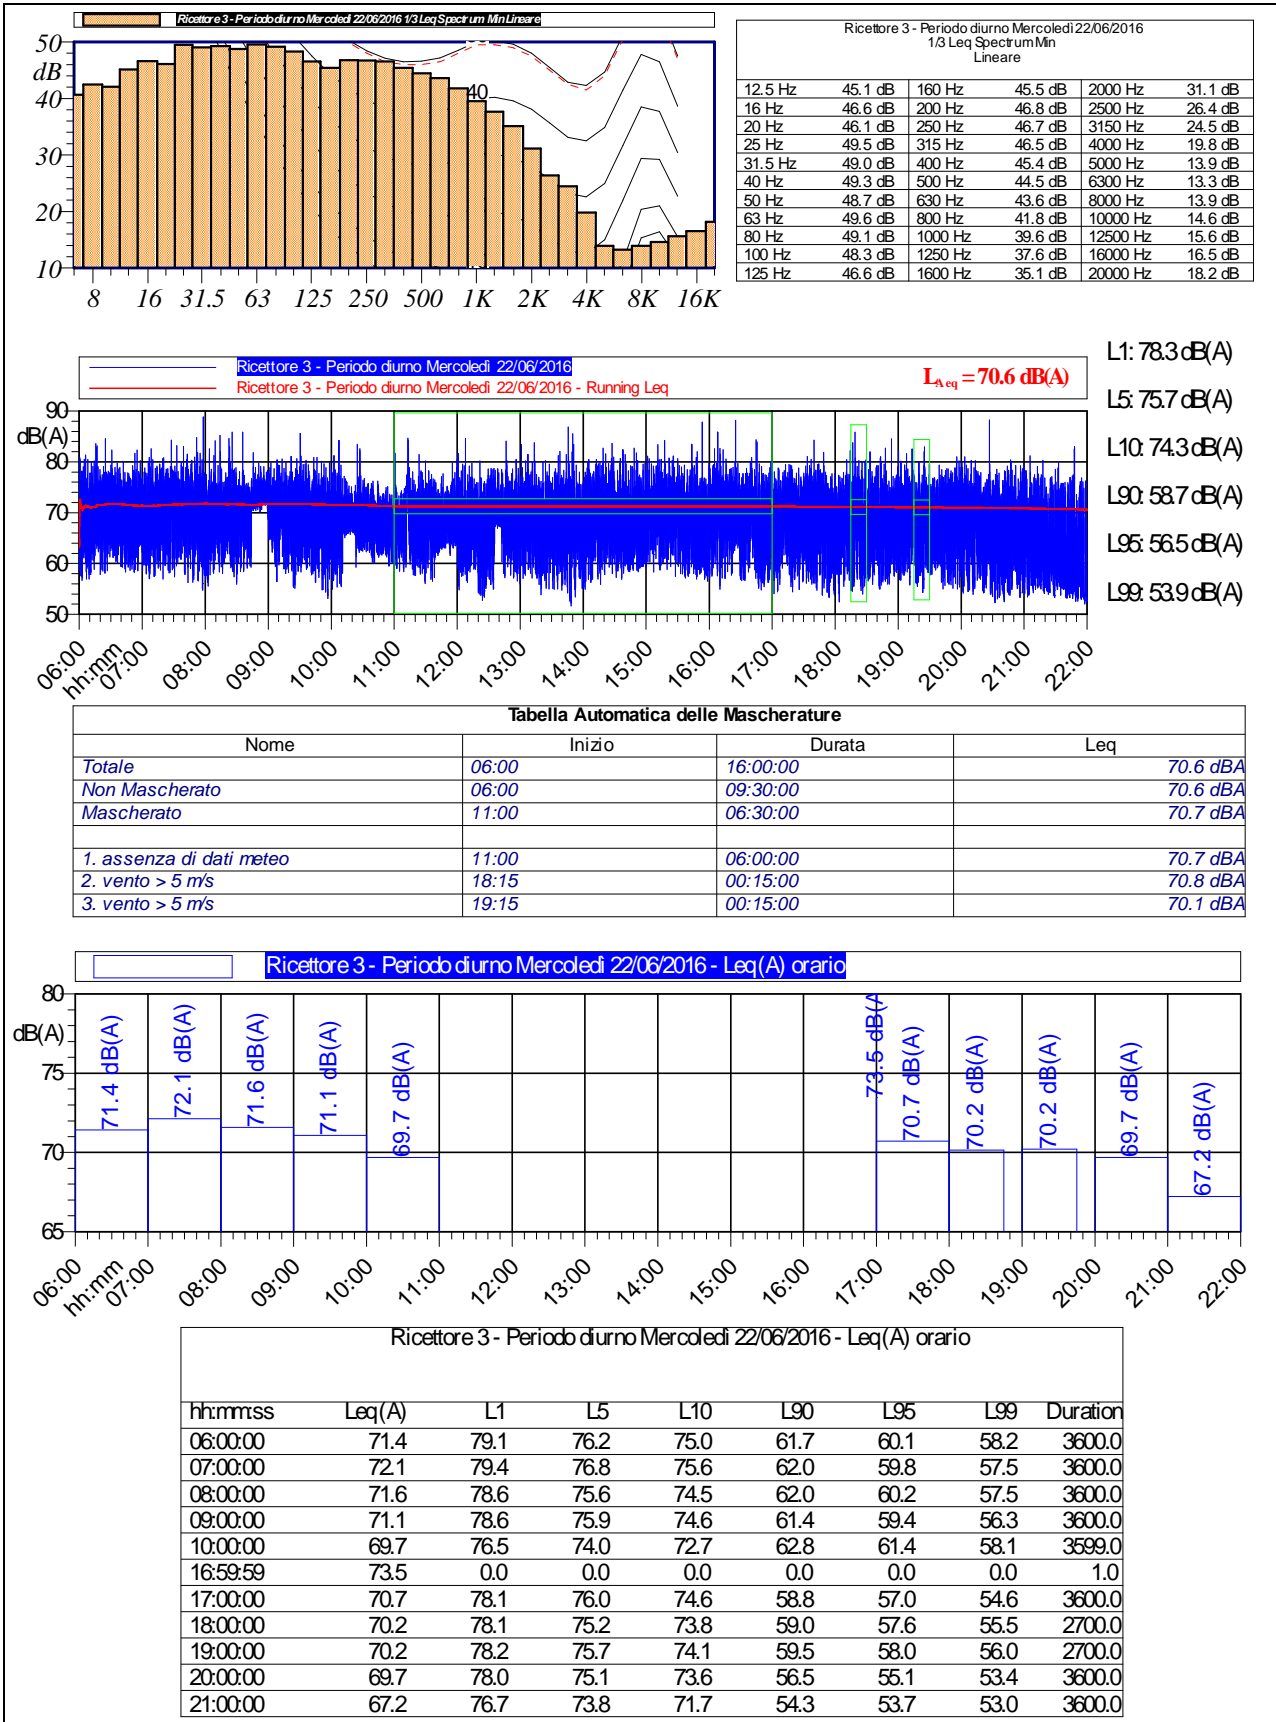 Ricettore 3 - Periodo diurno Mercoledì 22/06/2016 1/3 Leq Spectrum Min Lineare
50
dB
40
30
20
10
40
8 16 31.5 63 125 250 500 1K 2K 4K 8K 16K
Ricettore 3 - Periodo diurno Mercoledì 22/06/2016
1/3 Leq Spectrum Min
Lineare
12.5 Hz 45.1 dB 160 Hz 45.5 dB 2000 Hz 31.1 dB
16 Hz 46.6 dB 200 Hz 46.8 dB 2500 Hz 26.4 dB
20 Hz 46.1 dB 250 Hz 46.7 dB 3150 Hz 24.5 dB
25 Hz 49.5 dB 315 Hz 46.5 dB 4000 Hz 19.8 dB
31.5 Hz 49.0 dB 400 Hz 45.4 dB 5000 Hz 13.9 dB
40 Hz 49.3 dB 500 Hz 44.5 dB 6300 Hz 13.3 dB
50 Hz 48.7 dB 630 Hz 43.6 dB 8000 Hz 13.9 dB
63 Hz 49.6 dB 800 Hz 41.8 dB 10000 Hz 14.6 dB
80 Hz 49.1 dB 1000 Hz 39.6 dB 12500 Hz 15.6 dB
100 Hz 48.3 dB 1250 Hz 37.6 dB 16000 Hz 16.5 dB
125 Hz 46.6 dB 1600 Hz 35.1 dB 20000 Hz 18.2 dB
Ricettore 3 - Periodo diurno Mercoledì 22/06/2016
Ricettore 3 - Periodo diurno Mercoledì 22/06/2016 - Running Leq
LAeq = 70.6 dB(A)
90
dB(A)
80
70
60
50
06:00 hh:mm 07:00 08:00 09:00 10:00 11:00 12:00 13:00 14:00 15:00 16:00 17:00 18:00 19:00 20:00 21:00 22:00
L1: 78.3 dB(A)
L5: 75.7 dB(A)
L10: 74.3 dB(A)
L90: 58.7 dB(A)
L95: 56.5 dB(A)
L99: 53.9 dB(A)
Tabella Automatica delle Mascherature
Nome Inizio Durata Leq
Totale 06:00 16:00:00 70.6 dBA
Non Mascherato 06:00 09:30:00 70.6 dBA
Mascherato 11:00 06:30:00 70.7 dBA
1. assenza di dati meteo 11:00 06:00:00 70.7 dBA
2. vento > 5 m/s 18:15 00:15:00 70.8 dBA
3. vento > 5 m/s 19:15 00:15:00 70.1 dBA
Ricettore 3 - Periodo diurno Mercoledì 22/06/2016 - Leq(A) orario
80
dB(A)
75
70
65
71.4 dB(A) 72.1 dB(A) 71.6 dB(A) 71.1 dB(A) 69.7 dB(A) 73.5 dB(A 70.7 dB(A) 70.2 dB(A) 70.2 dB(A) 69.7 dB(A) 67.2 dB(A)
06:00 hh:mm 07:00 08:00 09:00 10:00 11:00 12:00 13:00 14:00 15:00 16:00 17:00 18:00 19:00 20:00 21:00 22:00
Ricettore 3 - Periodo diurno Mercoledì 22/06/2016 - Leq(A) orario
hh:mm:ss Leq(A) L1 L5 L10 L90 L95 L99 Duration
06:00:00 71.4 79.1 76.2 75.0 61.7 60.1 58.2 3600.0
07:00:00 72.1 79.4 76.8 75.6 62.0 59.8 57.5 3600.0
08:00:00 71.6 78.6 75.6 74.5 62.0 60.2 57.5 3600.0
09:00:00 71.1 78.6 75.9 74.6 61.4 59.4 56.3 3600.0
10:00:00 69.7 76.5 74.0 72.7 62.8 61.4 58.1 3599.0
16:59:59 73.5 0.0 0.0 0.0 0.0 0.0 0.0 1.0
17:00:00 70.7 78.1 76.0 74.6 58.8 57.0 54.6 3600.0
18:00:00 70.2 78.1 75.2 73.8 59.0 57.6 55.5 2700.0
19:00:00 70.2 78.2 75.7 74.1 59.5 58.0 56.0 2700.0
20:00:00 69.7 78.0 75.1 73.6 56.5 55.1 53.4 3600.0
21:00:00 67.2 76.7 73.8 71.7 54.3 53.7 53.0 3600.0